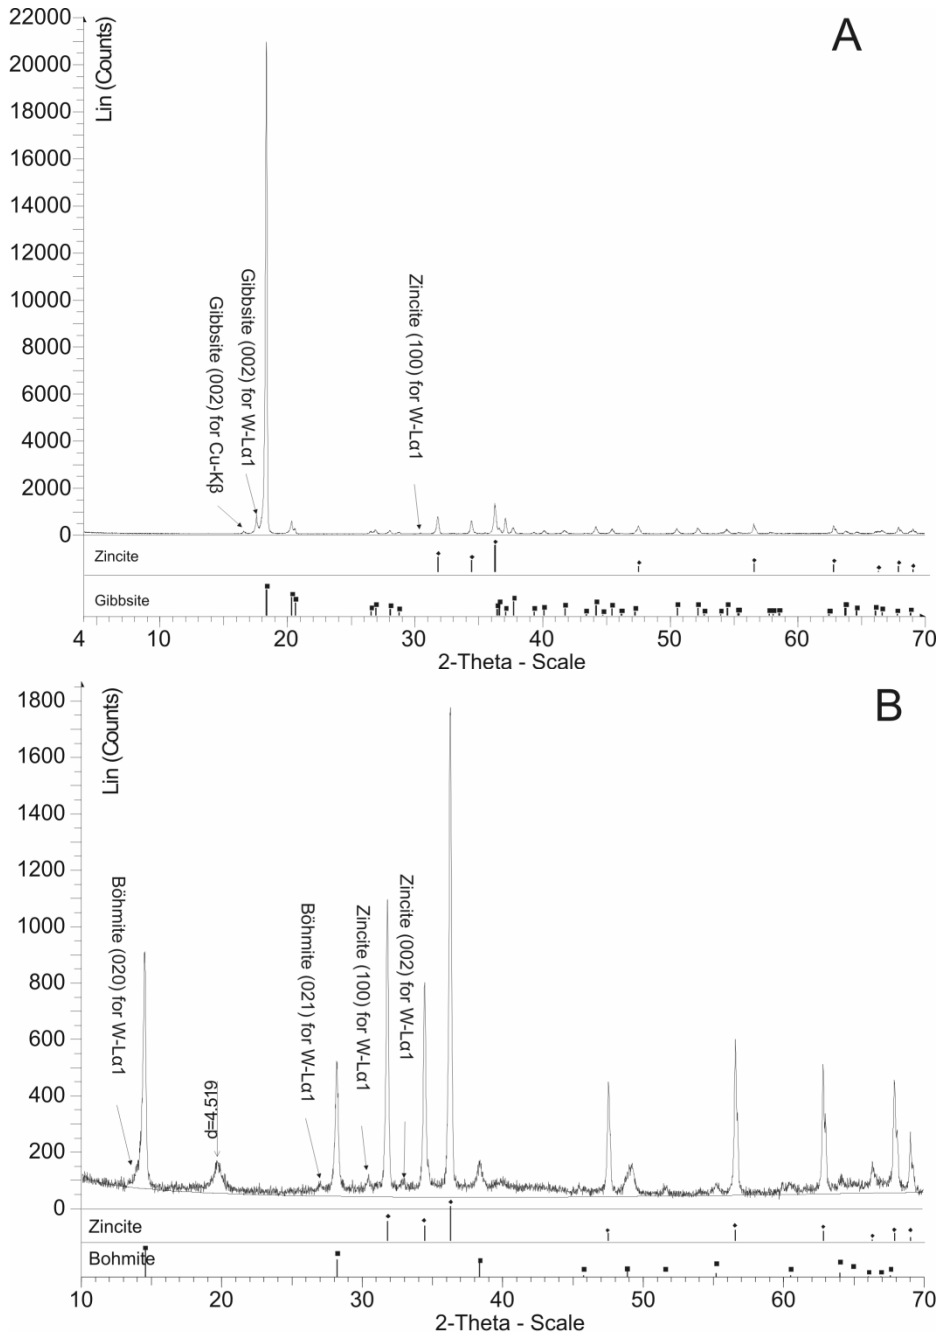 A
22000
20000
18000
16000
14000
12000
10000
8000
6000
4000
2000
0
Lin (Counts)
Gibbsite (002) for Cu-Kβ
Gibbsite (002) for W-Lα1
Zincite (100) for W-Lα1
Zincite
Gibbsite
4 10 20 30 40 50 60 70
2-Theta - Scale
B
1800
1600
1400
1200
1000
800
600
400
200
0
Lin (Counts)
Böhmite (020) for W-Lα1
d=4.519
Böhmite (021) for W-Lα1
Zincite (100) for W-Lα1
Zincite (002) for W-Lα1
Zincite
Bohmite
10 20 30 40 50 60 70
2-Theta - Scale